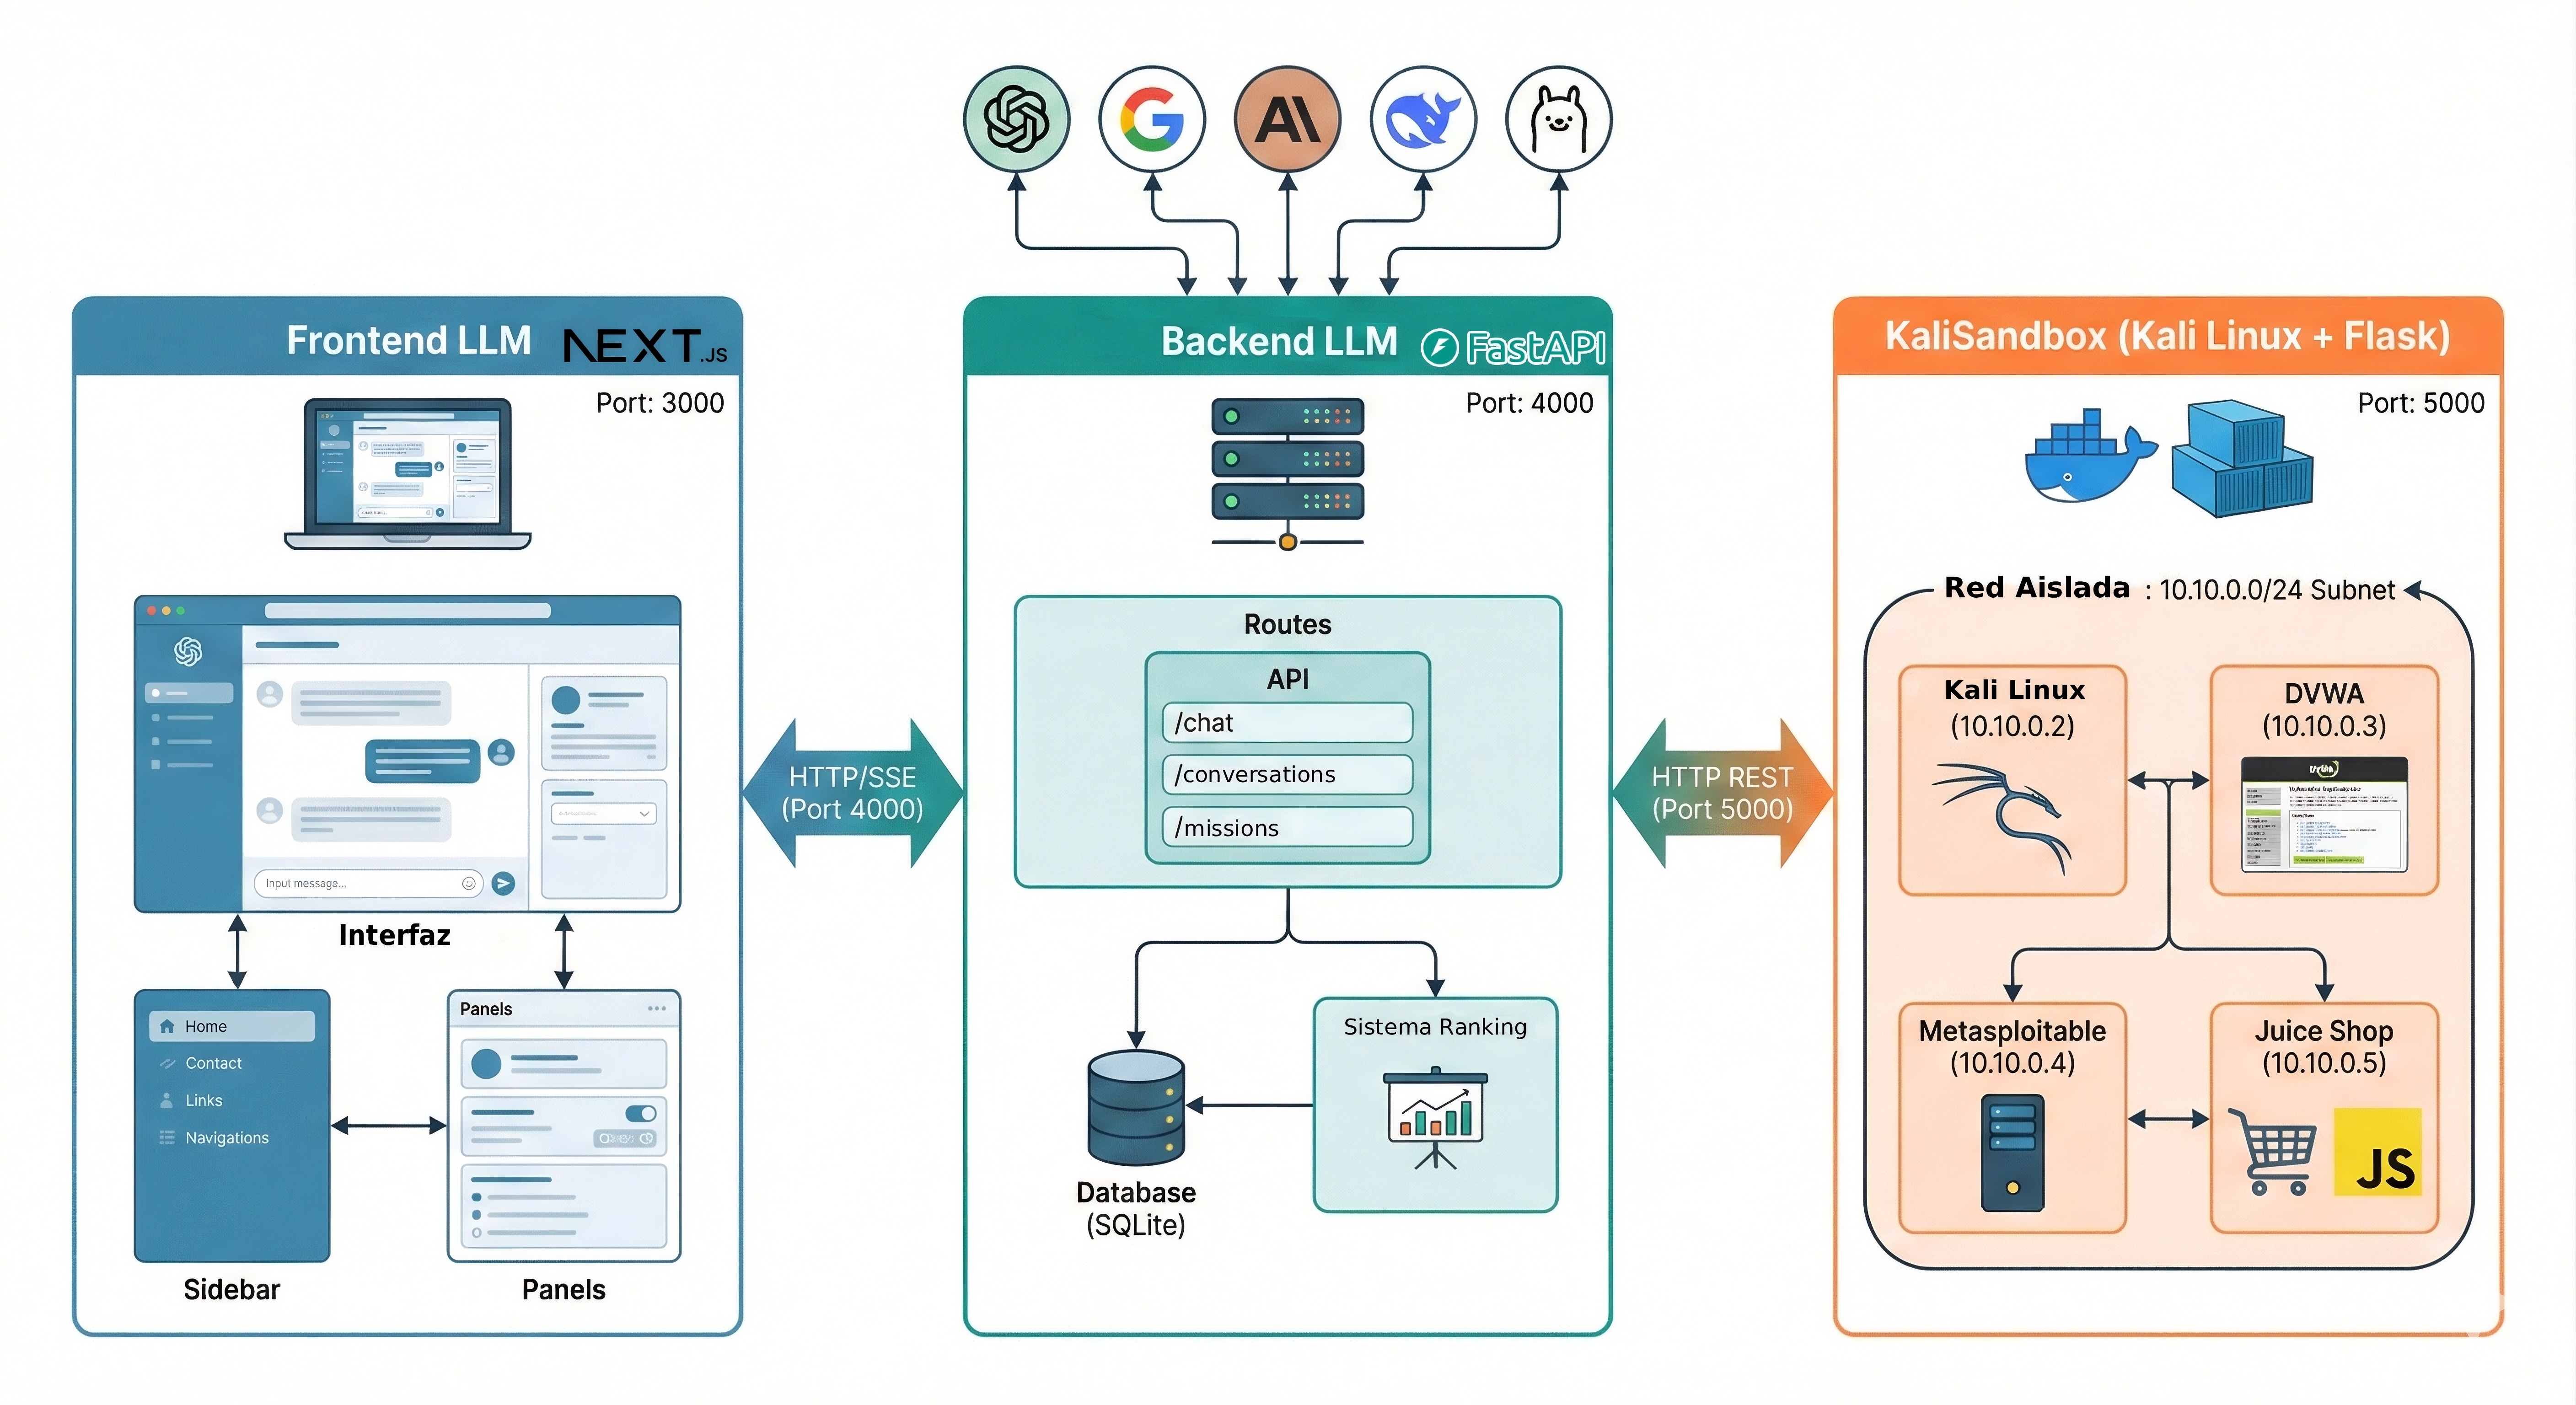 Frontend LLM NEXT.JS
Port: 3000
Input message...
Interfaz
Home
Contact
Links
Navigations
Sidebar
Panels
Panels
HTTP/SSE
(Port 4000)
Backend LLM FastAPI
Port: 4000
Routes
API
/chat
/conversations
/missions
Sistema Ranking
Database
(SQLite)
HTTP REST
(Port 5000)
KaliSandbox (Kali Linux + Flask)
Port: 5000
Red Aislada : 10.10.0.0/24 Subnet
Kali Linux
(10.10.0.2)
DVWA
(10.10.0.3)
Metasploitable
(10.10.0.4)
Juice Shop
(10.10.0.5)
JS